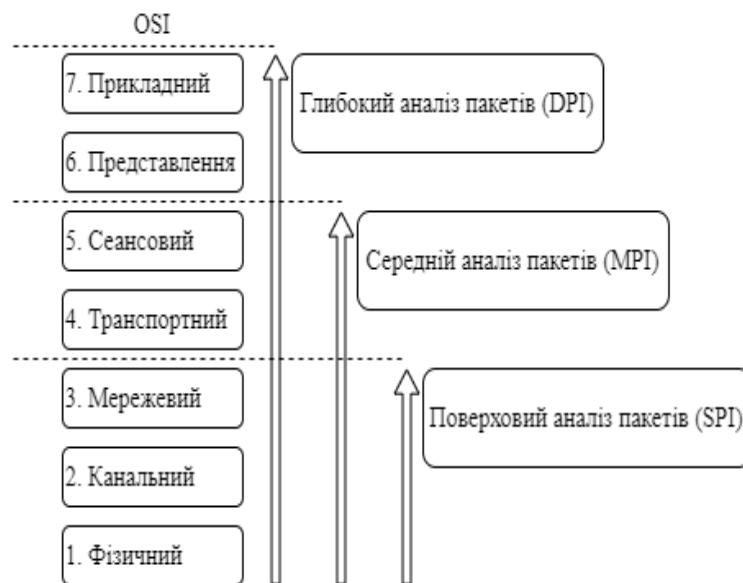 OSI
7. Прикладний
Глибокий аналіз пакетів (DPI)
6. Представлення
5. Сеансовий
Середній аналіз пакетів (MPI)
4. Транспортний
3. Мережевий
Поверховий аналіз пакетів (SPI)
2. Канальний
1. Фізичний